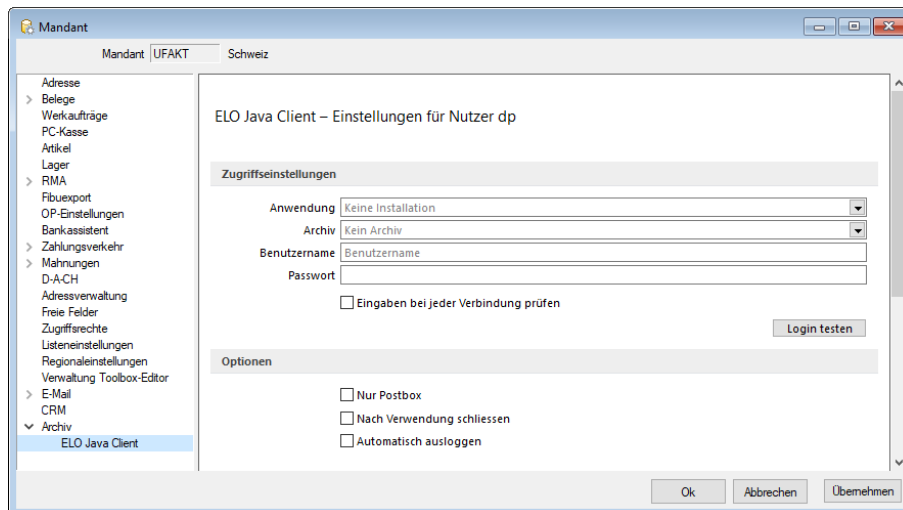 Mandant
Mandant UFAKT Schweiz
Adresse
Belege
Werkaufträge
PC-Kasse
Artikel
Lager
RMA
Fibuexport
OP-Einstellungen
Bankassistent
Zahlungsverkehr
Mahnungen
D-A-CH
Adressverwaltung
Freie Felder
Zugriffsrechte
Listeneinstellungen
Regionaleinstellungen
Verwaltung Toolbox-Editor
E-Mail
CRM
Archiv
ELO Java Client
ELO Java Client – Einstellungen für Nutzer dp
Zugriffseinstellungen
Anwendung Keine Installation
Archiv Kein Archiv
Benutzername Benutzername
Passwort
Eingaben bei jeder Verbindung prüfen
Login testen
Optionen
Nur Postbox
Nach Verwendung schliessen
Automatisch ausloggen
Ok Abbrechen Übernehmen